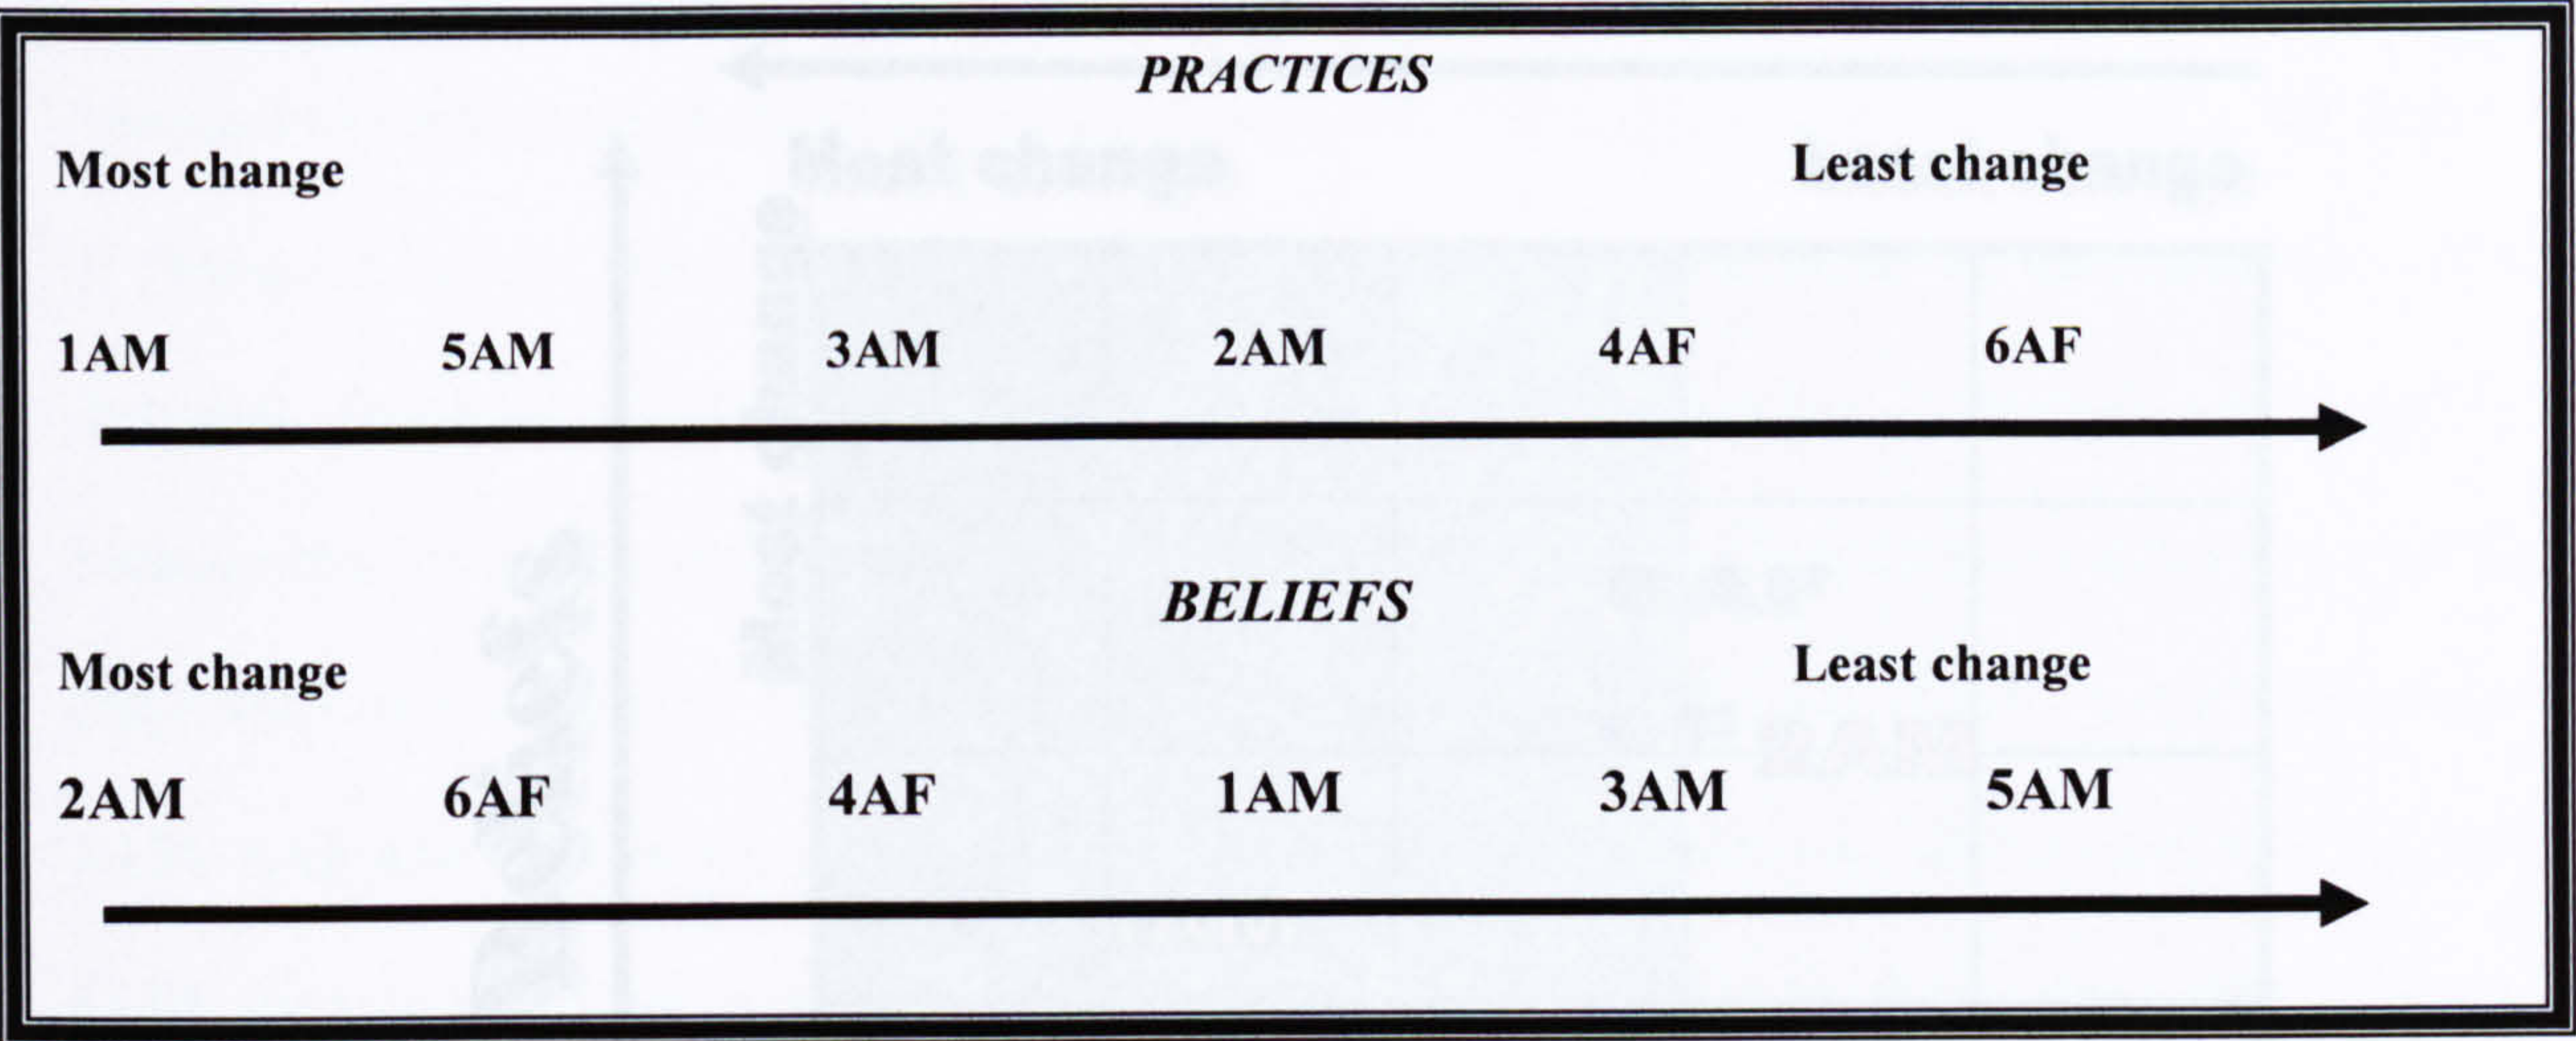 PRACTICES
Most change Least change
1AM 5AM 3AM 2AM 4AF 6AF
BELIEFS
Most change Least change
2AM 6AF 4AF 1AM 3AM 5AM